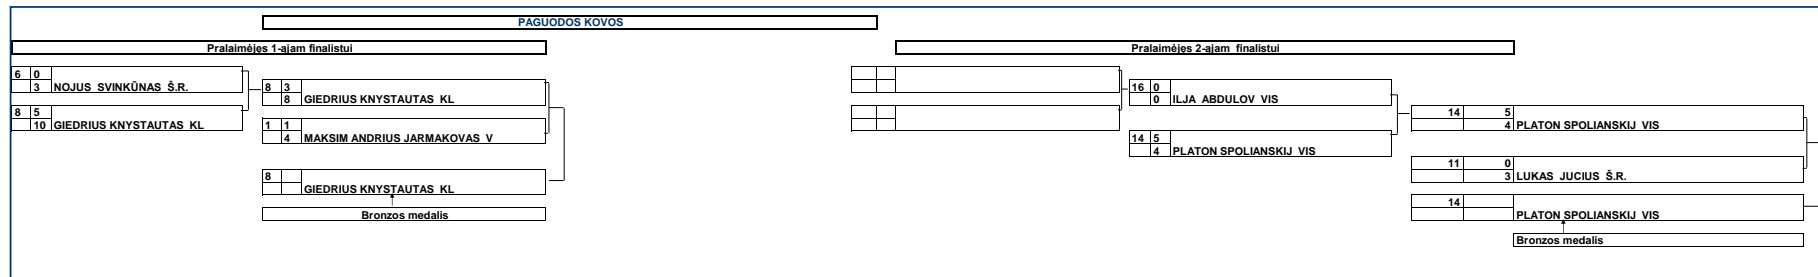 PAGUODOS KOVOS
Pralaimėjęs 1-ajam finalistui
Pralaimėjęs 2-ajam finalistui
6 0
3 NOJUS SVINKŪNAS Š.R.
8 3
8 GIEDRIUS KNYSTAUTAS KL
16 0
0 ILJA ABDULOV VIS
8 5
10 GIEDRIUS KNYSTAUTAS KL
14 5
4 PLATON SPOLIANSKIJ VIS
1 1
4 MAKSIM ANDRIUS JARMAKOVAS V
14 5
4 PLATON SPOLIANSKIJ VIS
11 0
3 LUKAS JUCIUS Š.R.
8
GIEDRIUS KNYSTAUTAS KL
14
PLATON SPOLIANSKIJ VIS
Bronzos medalis
Bronzos medalis